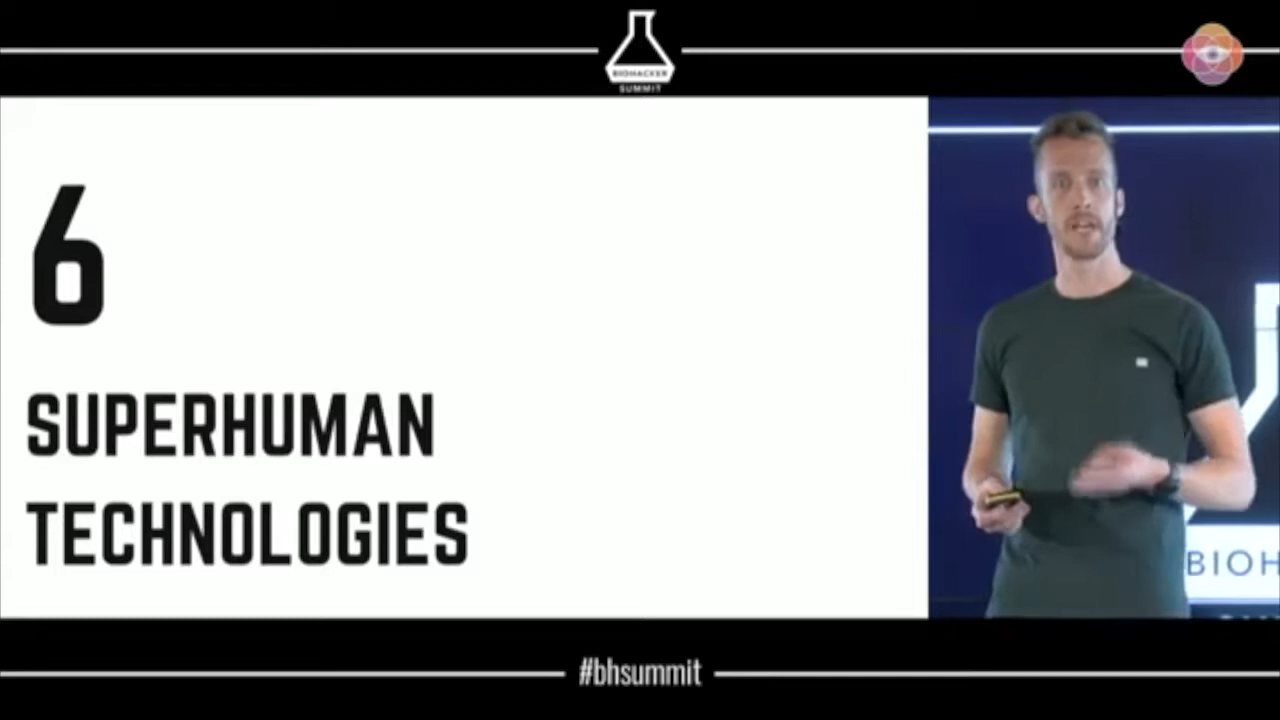 BIOHACKER
SUMMIT
6
SUPERHUMAN
TECHNOLOGIES
BIOH
#bhsummit